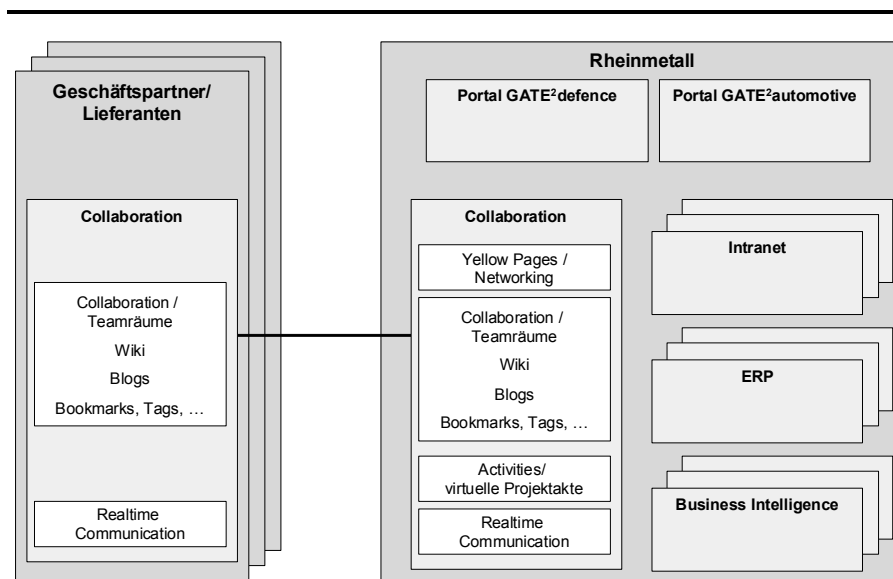 Geschäftspartner/
Lieferanten
Collaboration
Collaboration /
Teamräume
Wiki
Blogs
Bookmarks, Tags, …
Realtime
Communication
Rheinmetall
Portal GATE²defence
Portal GATE²automotive
Collaboration
Yellow Pages /
Networking
Collaboration /
Teamräume
Wiki
Blogs
Bookmarks, Tags, …
Activities/
virtuelle Projektakte
Realtime
Communication
Intranet
ERP
Business Intelligence